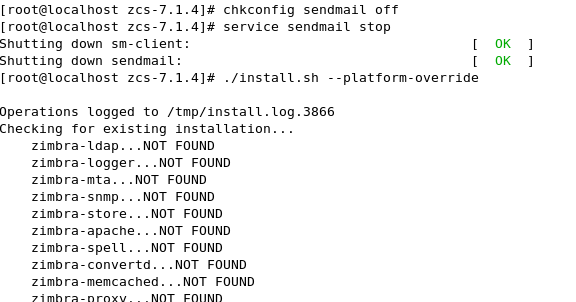 [root@localhost zcs-7.1.4]# chkconfig sendmail off
[root@localhost zcs-7.1.4]# service sendmail stop
Shutting down sm-client: [ OK ]
Shutting down sendmail: [ OK ]
[root@localhost zcs-7.1.4]# ./install.sh --platform-override

Operations logged to /tmp/install.log.3866
Checking for existing installation...
    zimbra-ldap...NOT FOUND
    zimbra-logger...NOT FOUND
    zimbra-mta...NOT FOUND
    zimbra-snmp...NOT FOUND
    zimbra-store...NOT FOUND
    zimbra-apache...NOT FOUND
    zimbra-spell...NOT FOUND
    zimbra-convertd...NOT FOUND
    zimbra-memcached...NOT FOUND
    zimbra-proxy...NOT FOUND